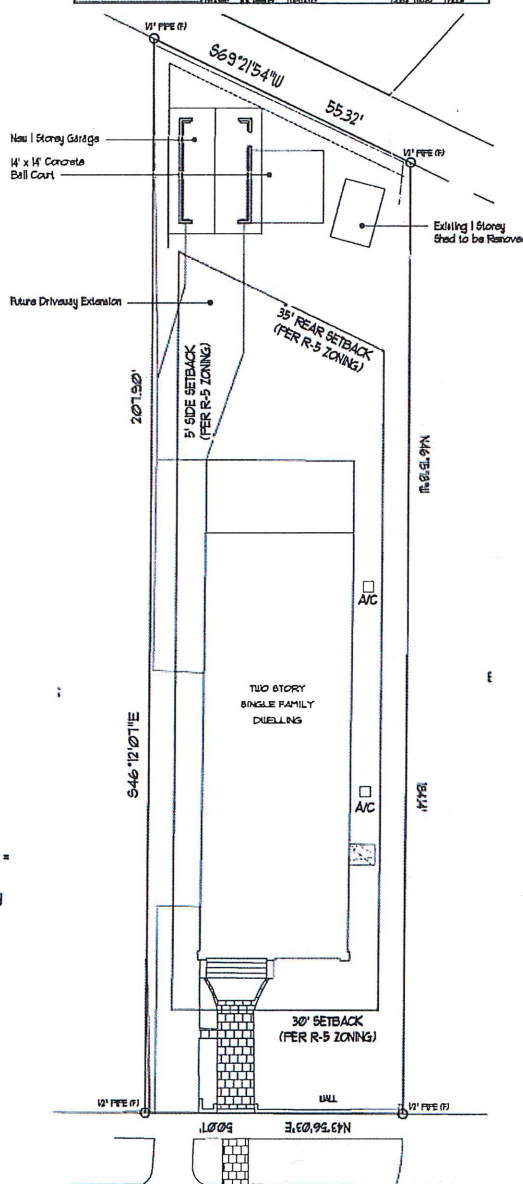 1/2" PIPE (F)
S69°21'54"W
55.32'
1/2" PIPE (F)
New 1 Storey Garage
14' x 14' Concrete
Ball Court
Existing 1 Storey
Shed to be Removed
Future Driveway Extension
35' REAR SETBACK
(PER R-5 ZONING)
5' SIDE SETBACK
(PER R-5 ZONING)
207.90'
A/C
TWO STORY
SINGLE FAMILY
DWELLING
S46°12'07"E
A/C
30' SETBACK
(PER R-5 ZONING)
WALL
1/2" PIPE (F)
1/2" PIPE (F)
50.07'
N43°56'03"E